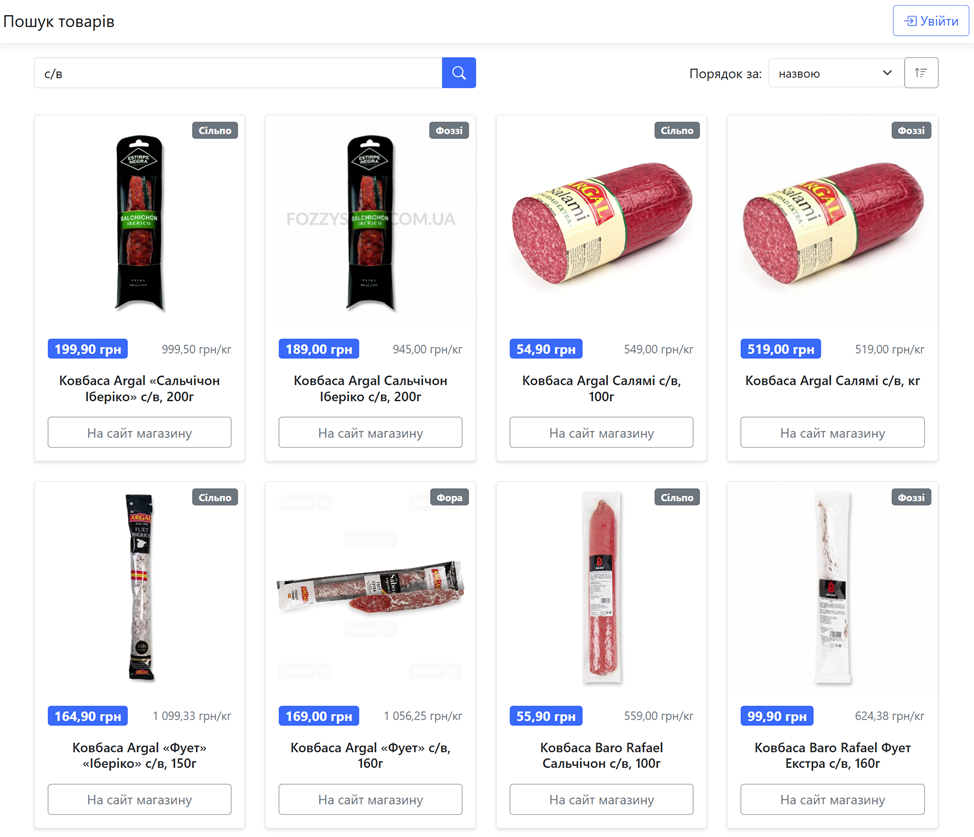 Пошук товарів
Увійти
с/в
Порядок за:
назвою
Сільпо
ESTIRPE
NEGRA
SALCHICHÓN
IBÉRICO
199,90 грн
999,50 грн/кг
Ковбаса Argal «Сальчічон
Іберіко» с/в, 200г
На сайт магазину
Фоззі
ESTIRPE
NEGRA
SALCHICHÓN
IBÉRICO
189,00 грн
945,00 грн/кг
Ковбаса Argal Сальчічон
Іберіко с/в, 200г
На сайт магазину
Сільпо
ARGAL
Salami
54,90 грн
549,00 грн/кг
Ковбаса Argal Салямі с/в,
100г
На сайт магазину
Фоззі
ARGAL
Salami
519,00 грн
519,00 грн/кг
Ковбаса Argal Салямі с/в, кг
На сайт магазину
Сільпо
ARGAL
FUET
164,90 грн
1 099,33 грн/кг
Ковбаса Argal «Фует»
«Іберіко» с/в, 150г
На сайт магазину
Фора
169,00 грн
1 056,25 грн/кг
Ковбаса Argal «Фует» с/в,
160г
На сайт магазину
Сільпо
55,90 грн
559,00 грн/кг
Ковбаса Baro Rafael
Сальчічон с/в, 100г
На сайт магазину
Фоззі
99,90 грн
624,38 грн/кг
Ковбаса Baro Rafael Фует
Екстра с/в, 160г
На сайт магазину